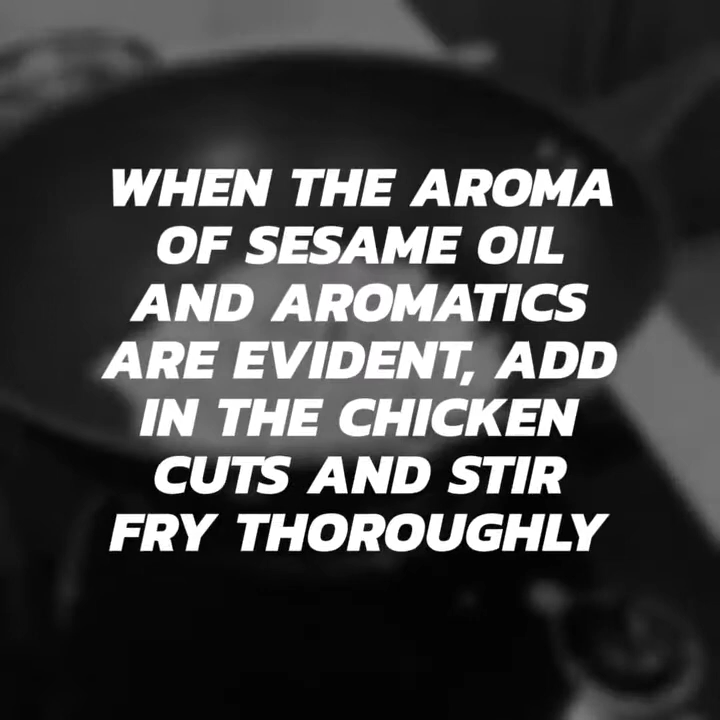 WHEN THE AROMA
OF SESAME OIL
AND AROMATICS
ARE EVIDENT, ADD
IN THE CHICKEN
CUTS AND STIR
FRY THOROUGHLY